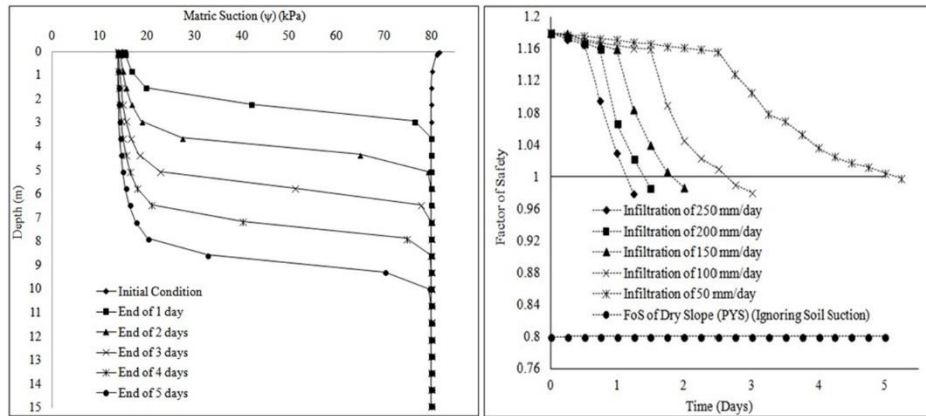 Matric Suction (ψ) (kPa)
0 10 20 30 40 50 60 70 80 90
0
1
2
3
4
5
6
7
8
9
10
11
12
13
14
15
Depth (m)
Initial Condition
End of 1 day
End of 2 days
End of 3 days
End of 4 days
End of 5 days
1.2
1.16
1.12
1.08
1.04
1
0.96
0.92
0.88
0.84
0.8
0.76
Factor of Safety
Infiltration of 250 mm/day
Infiltration of 200 mm/day
Infiltration of 150 mm/day
Infiltration of 100 mm/day
Infiltration of 50 mm/day
FoS of Dry Slope (PYS) (Ignoring Soil Suction)
0 1 2 3 4 5
Time (Days)